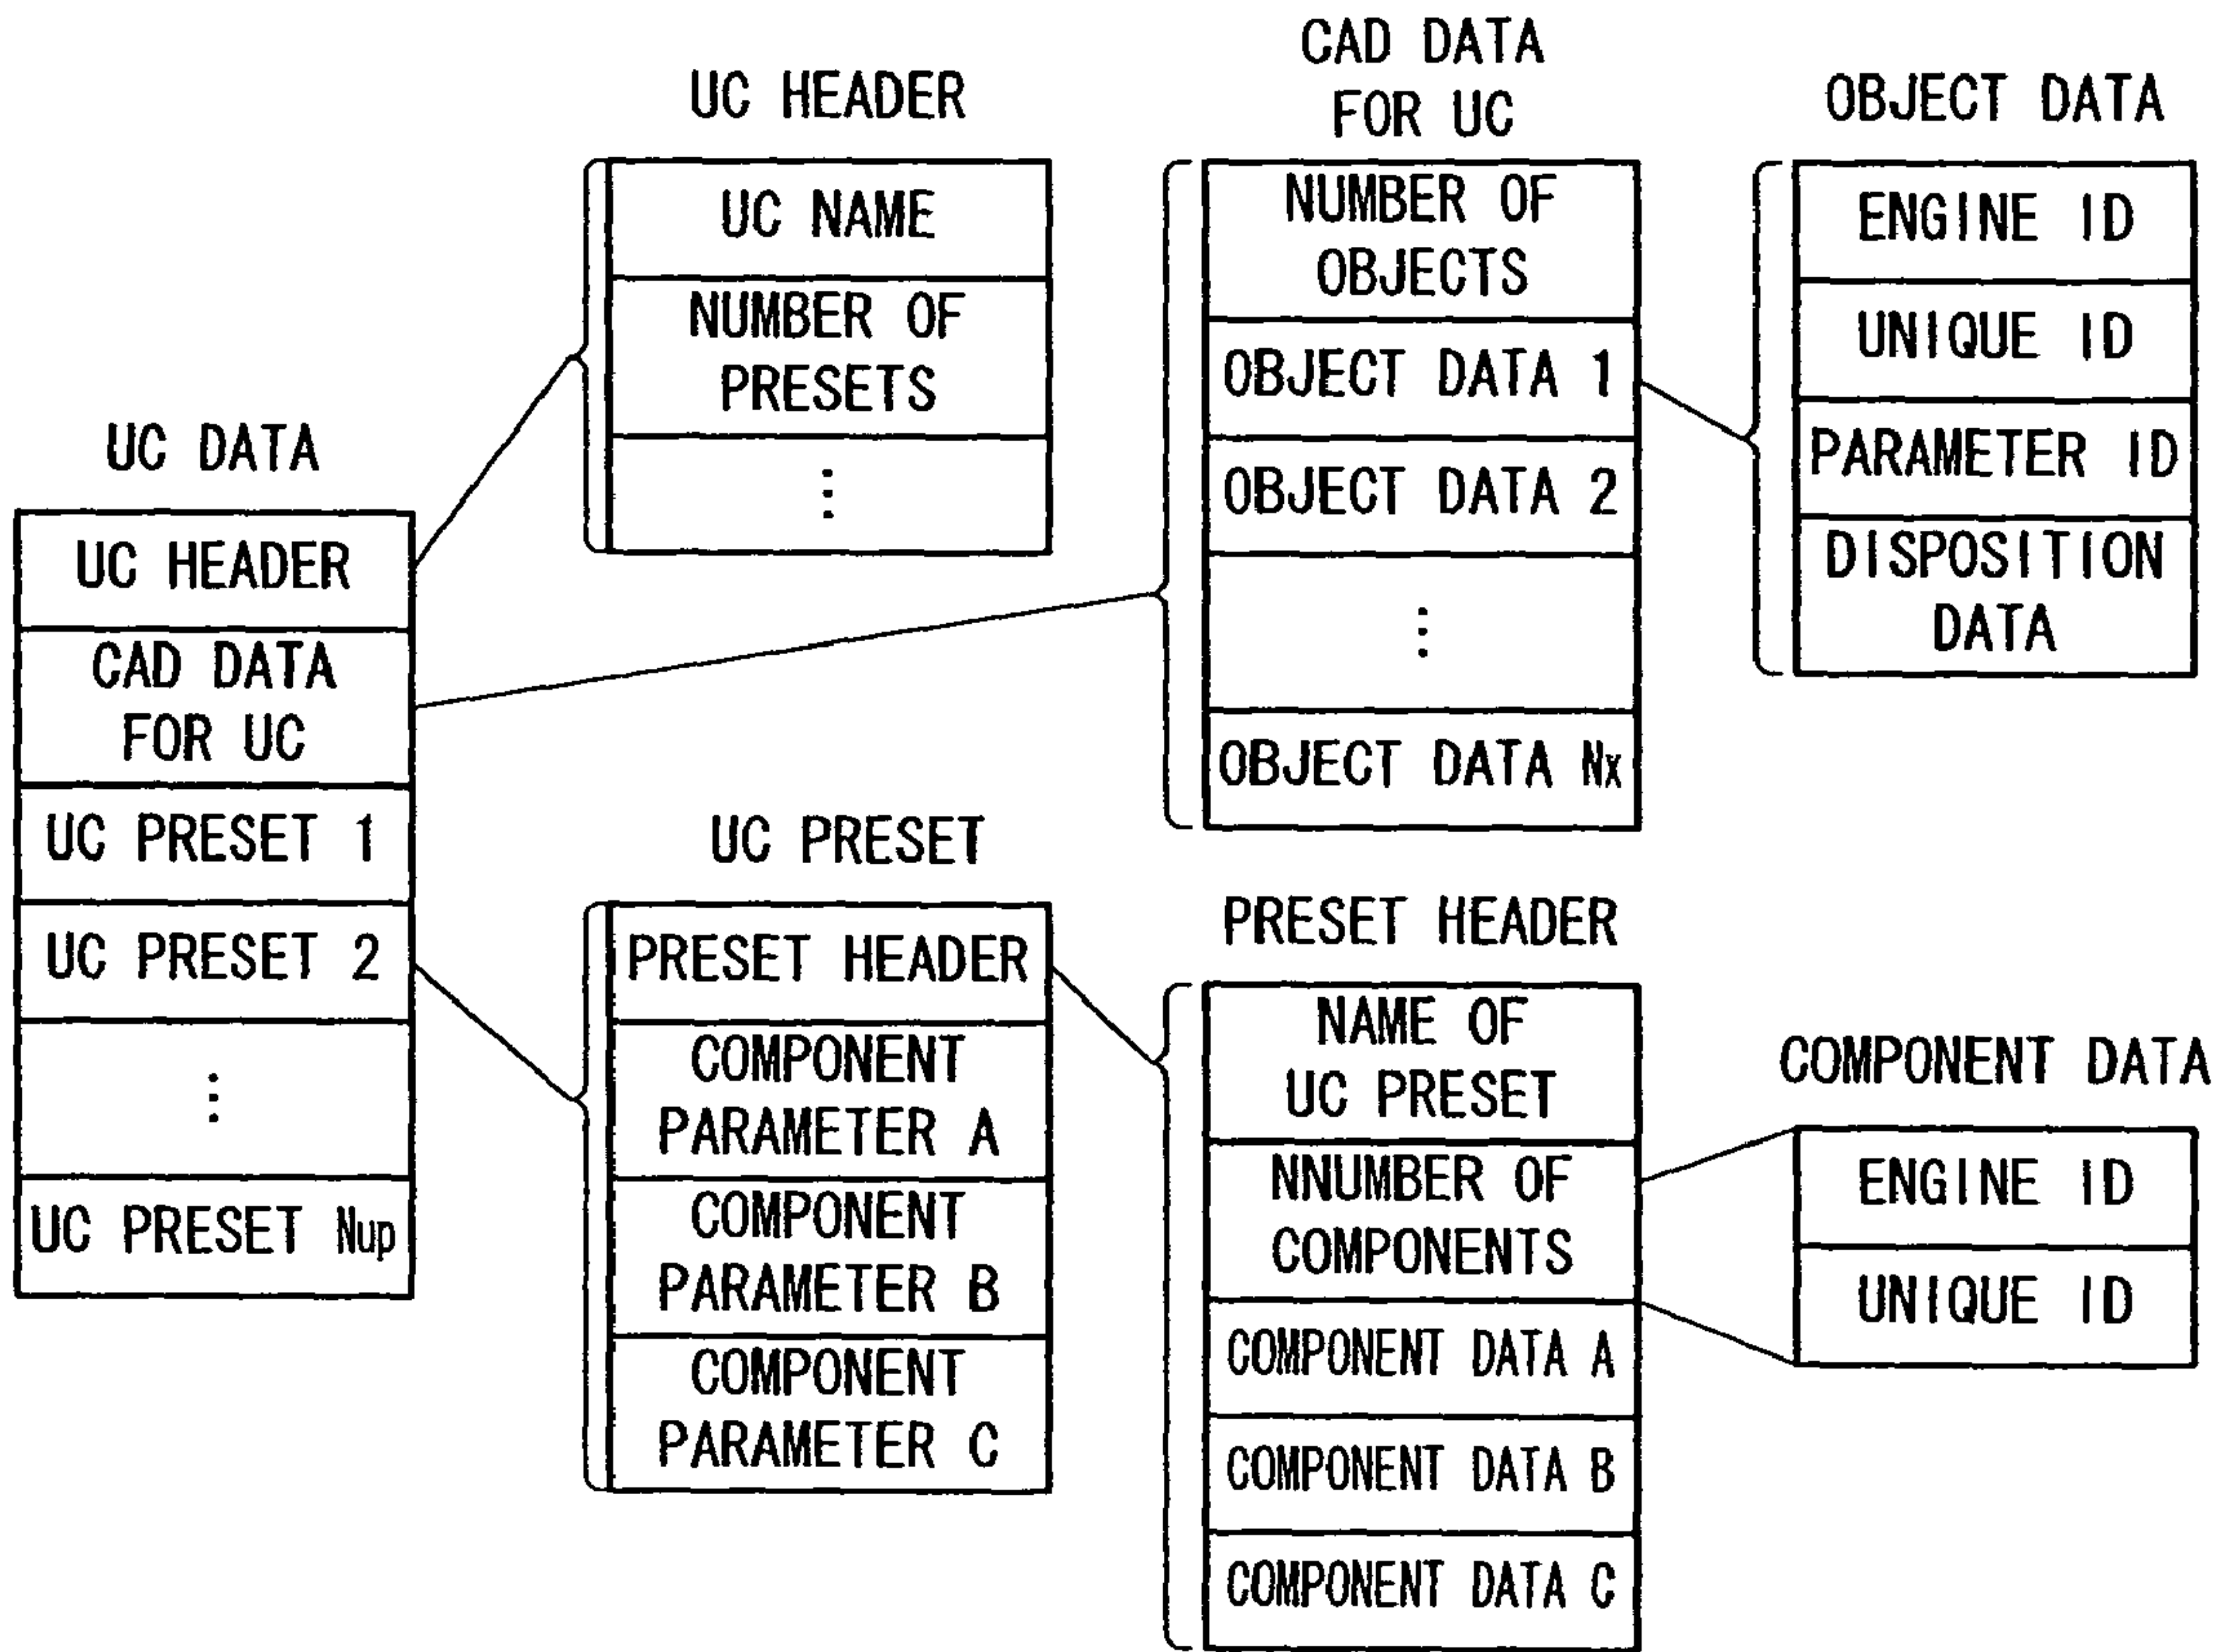 UC DATA
UC HEADER
CAD DATA
FOR UC
UC PRESET 1
UC PRESET 2
⋮
UC PRESET Nup
UC HEADER
UC NAME
NUMBER OF
PRESETS
⋮
CAD DATA
FOR UC
NUMBER OF
OBJECTS
OBJECT DATA 1
OBJECT DATA 2
⋮
OBJECT DATA Nx
OBJECT DATA
ENGINE ID
UNIQUE ID
PARAMETER ID
DISPOSITION
DATA
UC PRESET
PRESET HEADER
COMPONENT
PARAMETER A
COMPONENT
PARAMETER B
COMPONENT
PARAMETER C
PRESET HEADER
NAME OF
UC PRESET
NNUMBER OF
COMPONENTS
COMPONENT DATA A
COMPONENT DATA B
COMPONENT DATA C
COMPONENT DATA
ENGINE ID
UNIQUE ID